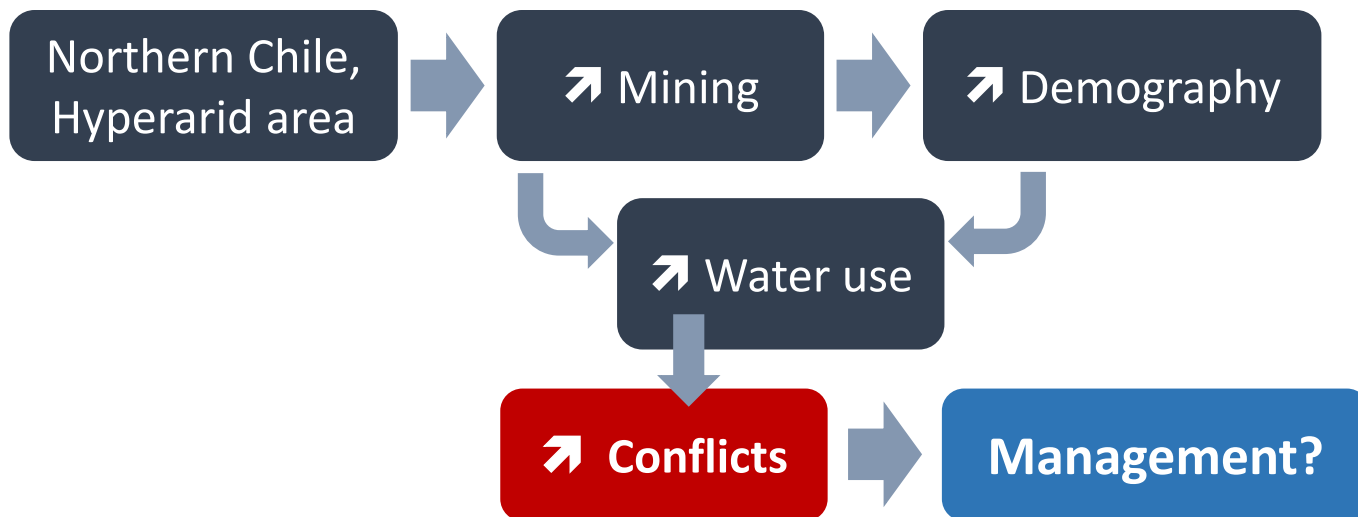 Northern Chile,
Hyperarid area
↗ Mining
↗ Demography
↗ Water use
↗ Conflicts
Management?